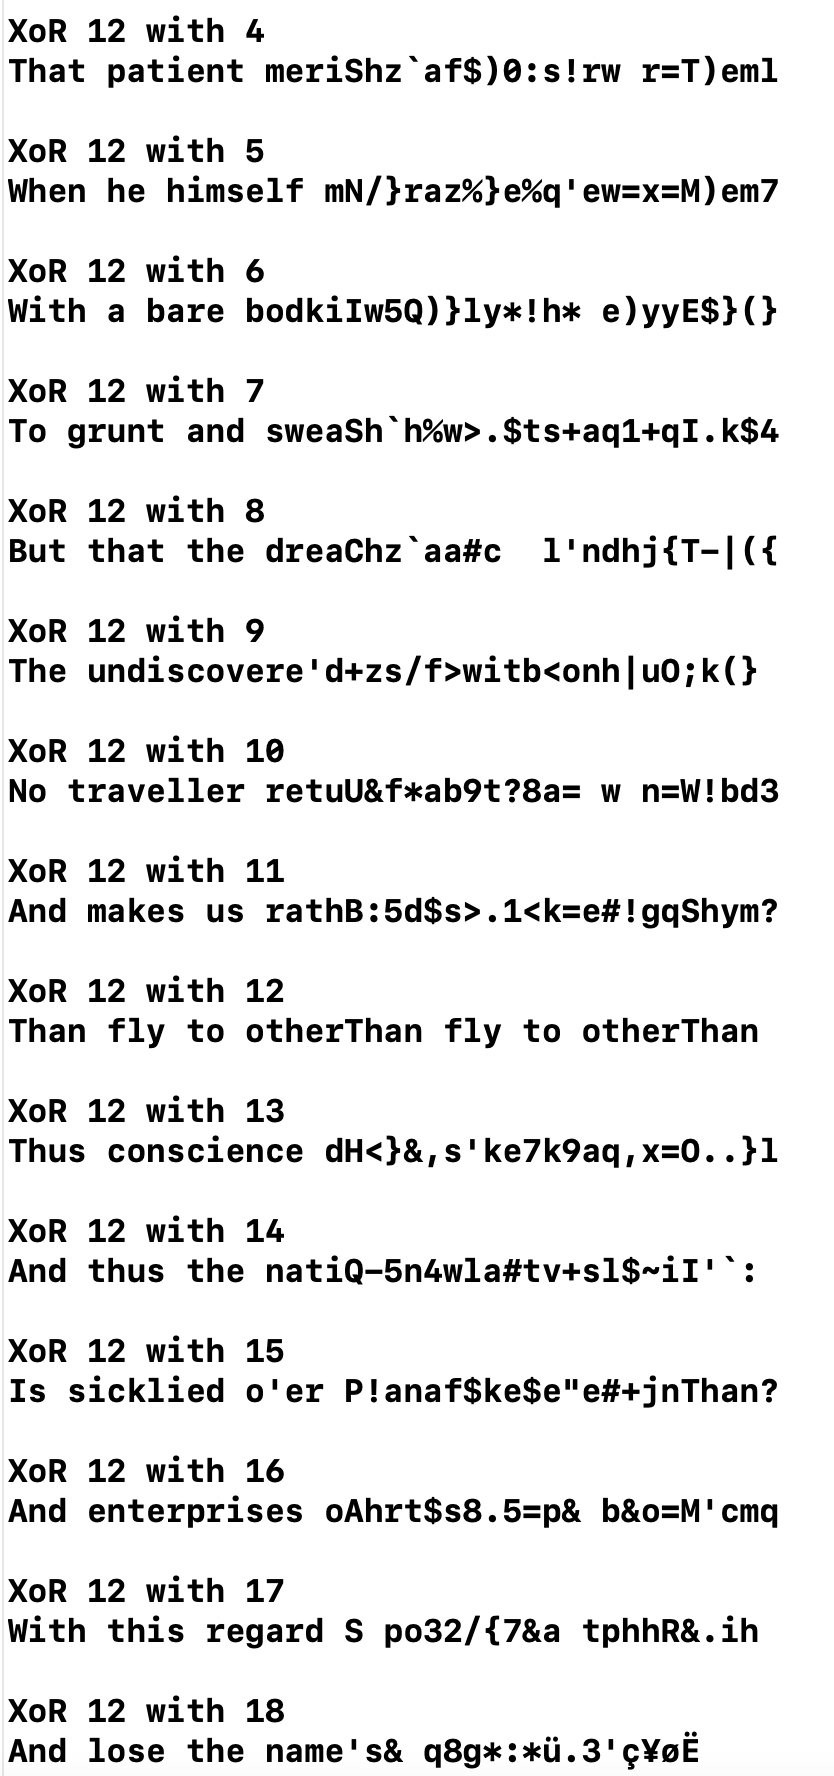 XoR 12 with 4
That patient meriShz`af$)0:s!rw r=T)eml
XoR 12 with 5
When he himself mN/}raz%}e%q'ew=x=M)em7
XoR 12 with 6
With a bare bodkiIw5Q)}ly*!h* e)yyE$}(}
XoR 12 with 7
To grunt and sweaSh`h%w>.$ts+aq1+qI.k$4
XoR 12 with 8
But that the dreaChz`aa#c  l'ndhj{T-|({
XoR 12 with 9
The undiscovere'd+zs/f>witb<onh|uO;k(}
XoR 12 with 10
No traveller retuU&f*ab9t?8a= w n=W!bd3
XoR 12 with 11
And makes us rathB:5d$s>.1<k=e#!gqShym?
XoR 12 with 12
Than fly to otherThan fly to otherThan
XoR 12 with 13
Thus conscience dH<}&,s'ke7k9aq,x=O..}l
XoR 12 with 14
And thus the natiQ-5n4wla#tv+sl$~iI'`:
XoR 12 with 15
Is sicklied o'er P!anaf$ke$e"e#+jnThan?
XoR 12 with 16
And enterprises oAhrt$s8.5=p& b&o=M'cmq
XoR 12 with 17
With this regard S po32/{7&a tphhR&.ih
XoR 12 with 18
And lose the name's& q8g*:*ü.3'ç¥øË